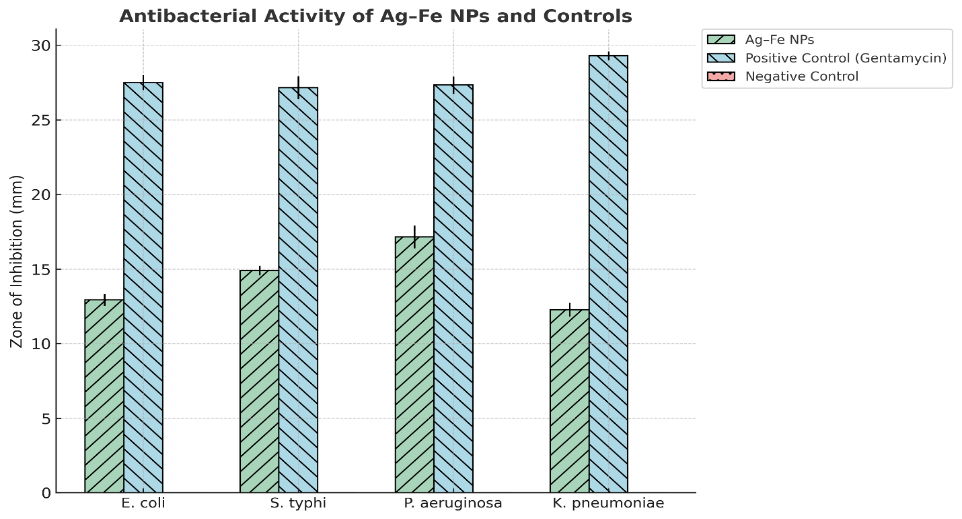 Antibacterial Activity of Ag–Fe NPs and Controls
Ag–Fe NPs
Positive Control (Gentamycin)
Negative Control
Zone of Inhibition (mm)
30
25
20
15
10
5
0
E. coli
S. typhi
P. aeruginosa
K. pneumoniae